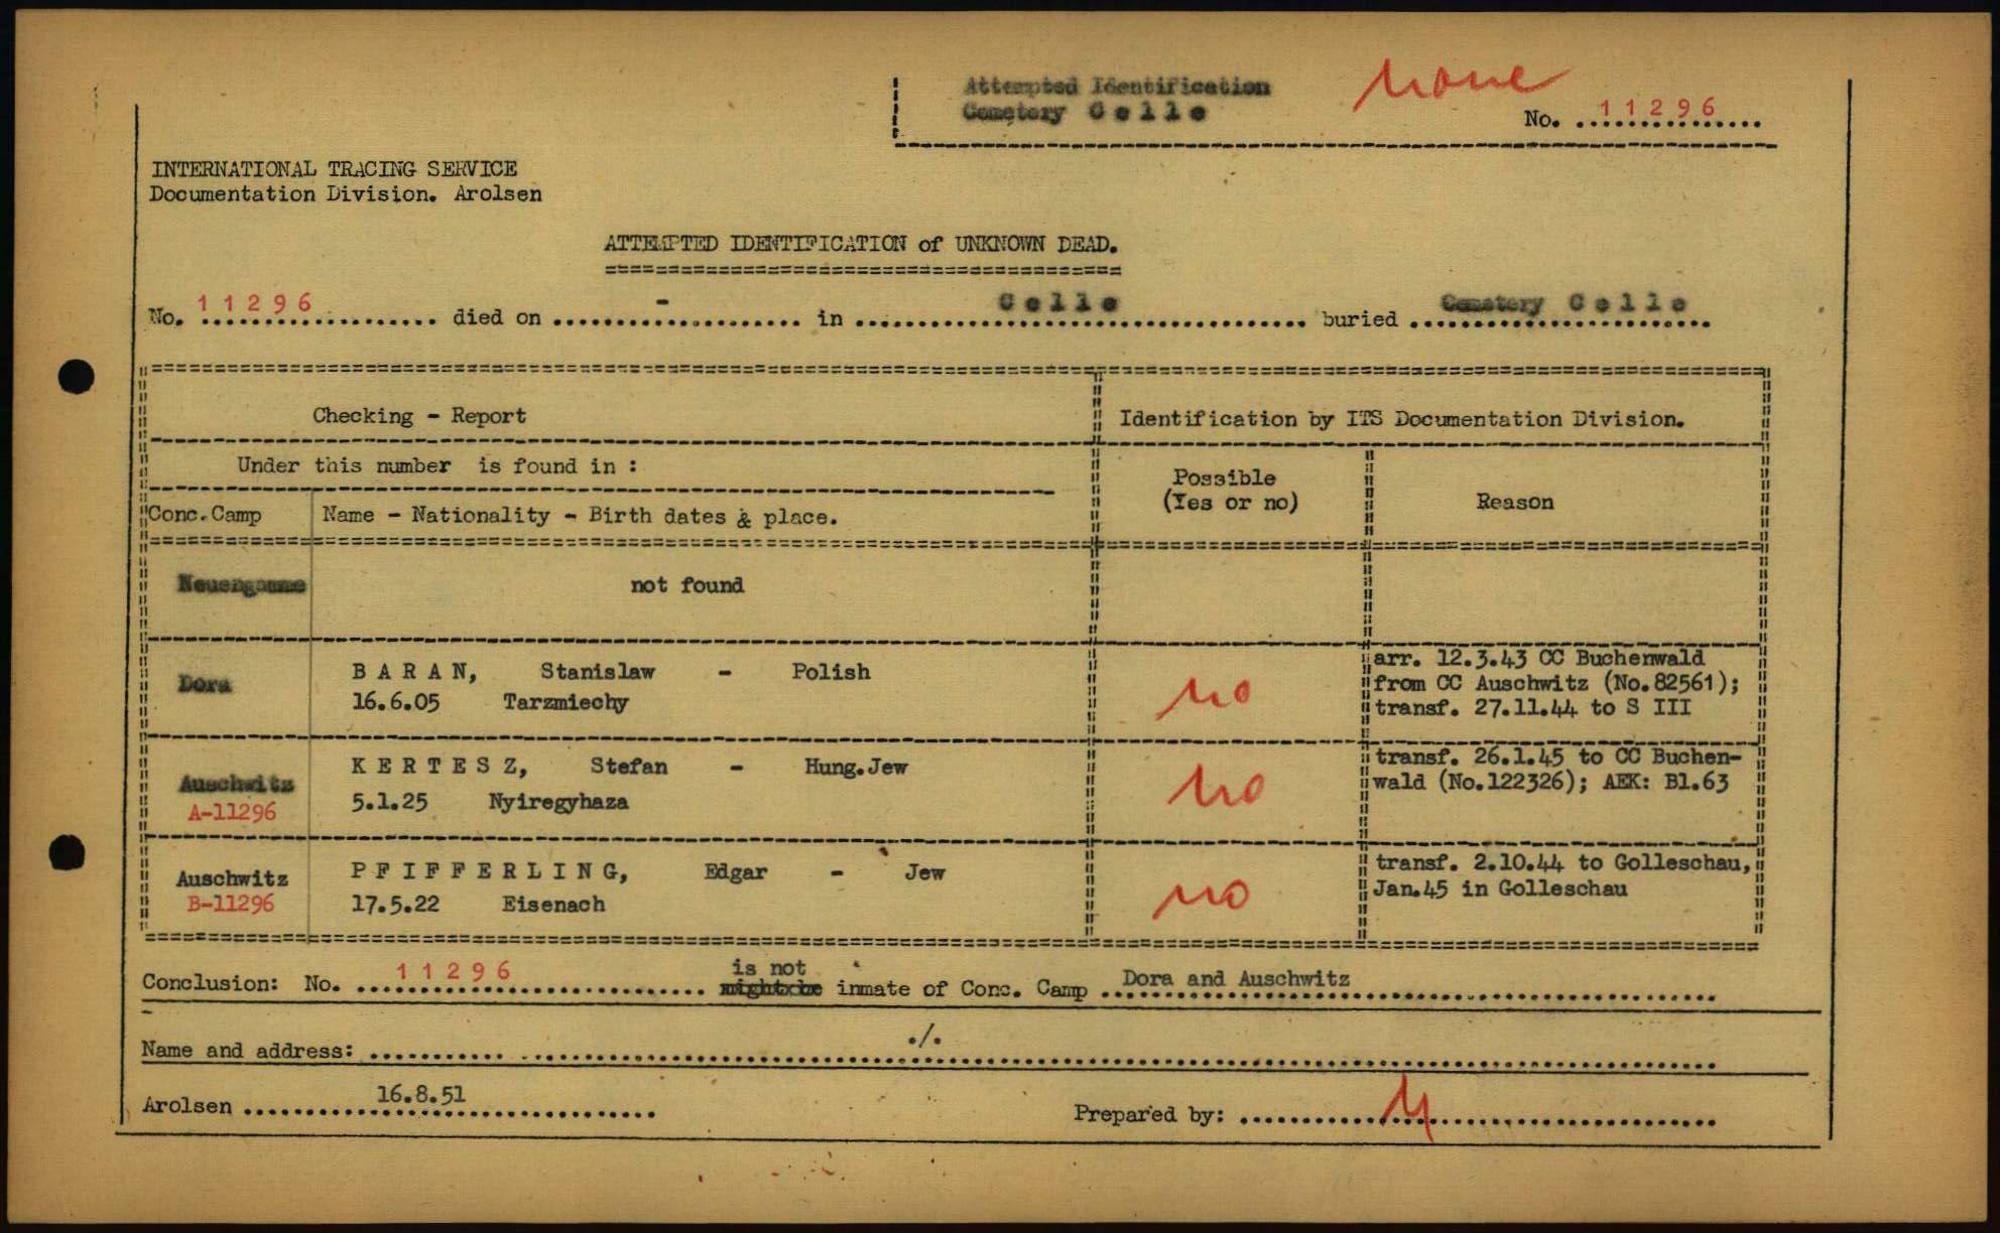 Attempted Identification
Cemetery C e l l e
none
No. 11296
INTERNATIONAL TRACING SERVICE
Documentation Division. Arolsen
ATTEMPTED IDENTIFICATION of UNKNOWN DEAD.
No. 11296 died on - in C e l l e buried Cemetery C e l l e
Checking - Report
Identification by ITS Documentation Division.
Under this number is found in :
Possible
(Yes or no)
Reason
Conc.Camp
Name - Nationality - Birth dates & place.
Neuengamme
not found
Dora
B A R A N, Stanislaw - Polish
16.6.05 Tarzmiechy
no
arr. 12.3.43 CC Buchenwald
from CC Auschwitz (No.82561);
transf. 27.11.44 to S III
Auschwitz
A-11296
K E R T E S Z, Stefan - Hung.Jew
5.1.25 Nyiregyhaza
no
transf. 26.1.45 to CC Buchen-
wald (No.122326); AEK: Bl.63
Auschwitz
B-11296
P F I F F E R L I N G, Edgar - Jew
17.5.22 Eisenach
no
transf. 2.10.44 to Golleschau,
Jan.45 in Golleschau
is not
Conclusion: No. 11296 might be inmate of Conc. Camp Dora and Auschwitz
Name and address: ./.
Arolsen 16.8.51
Prepared by: